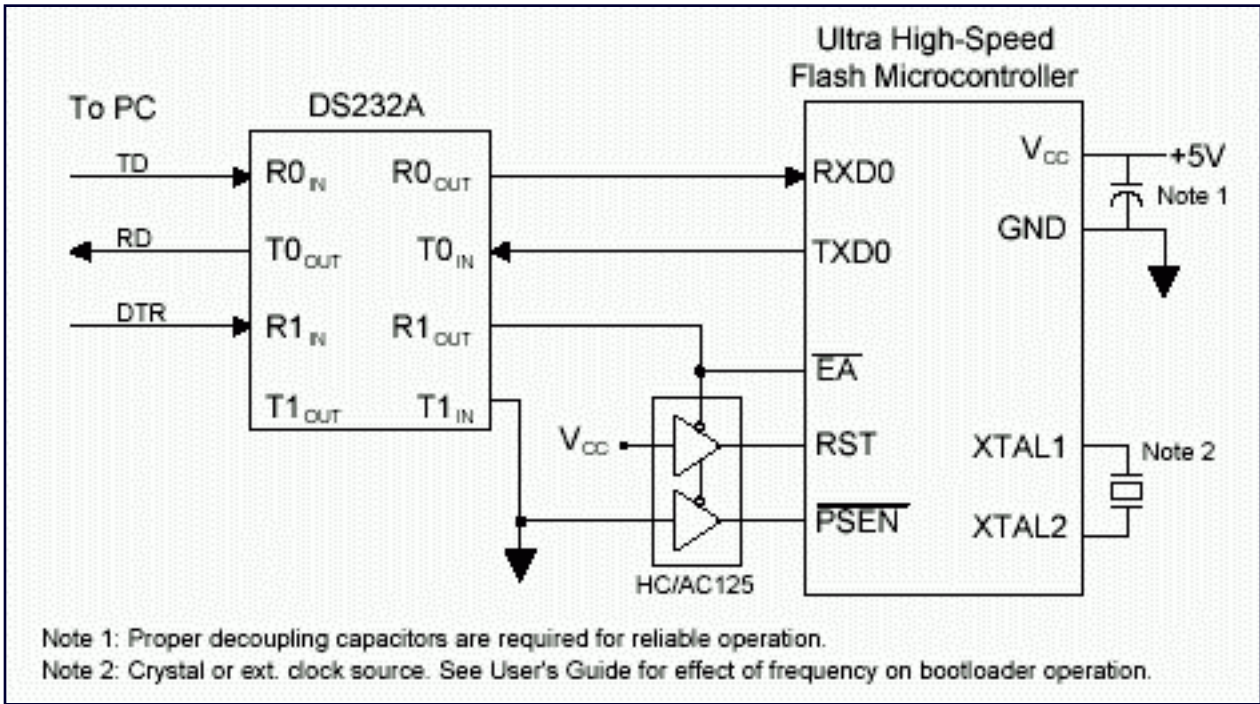 Ultra High-Speed
Flash Microcontroller
To PC
DS232A
TD
R0IN
R0OUT
RXD0
VCC
+5V
Note 1
RD
T0OUT
T0IN
TXD0
GND
DTR
R1IN
R1OUT
EA
T1OUT
T1IN
VCC
RST
XTAL1
Note 2
PSEN
XTAL2
HC/AC125
Note 1: Proper decoupling capacitors are required for reliable operation.
Note 2: Crystal or ext. clock source. See User's Guide for effect of frequency on bootloader operation.